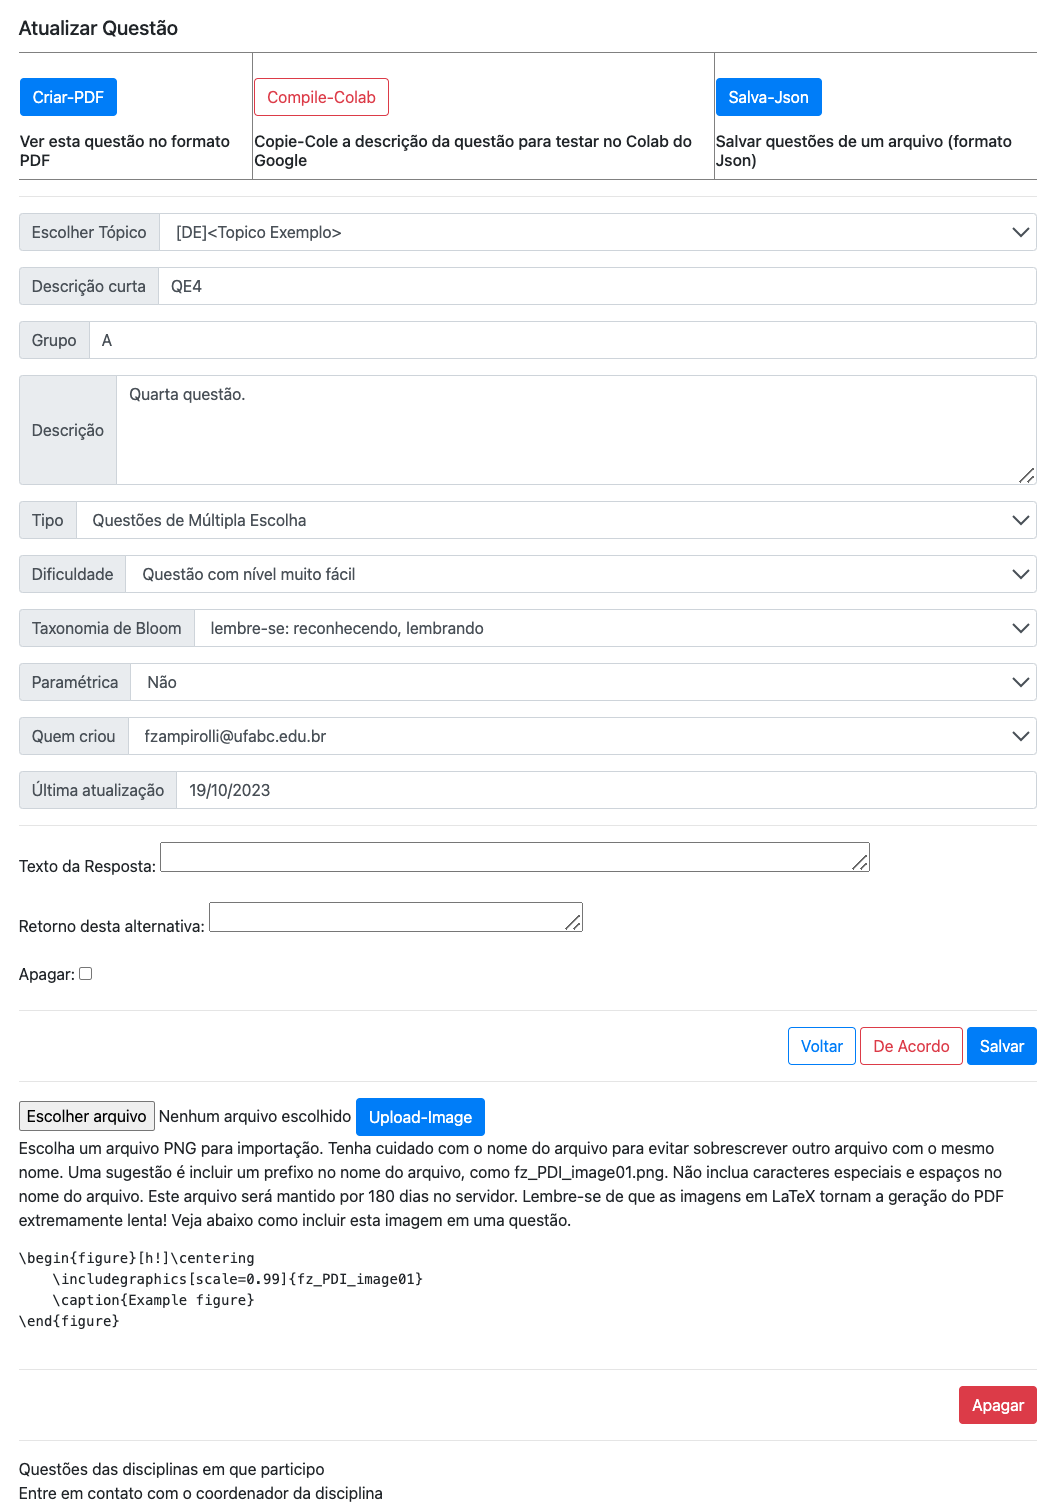 Atualizar Questão
Criar-PDF
Ver esta questão no formato
PDF
Compile-Colab
Copie-Cole a descrição da questão para testar no Colab do
Google
Salva-Json
Salvar questões de um arquivo (formato
Json)
Escolher Tópico [DE]<Topico Exemplo>
Descrição curta QE4
Grupo A
Descrição Quarta questão.
Tipo Questões de Múltipla Escolha
Dificuldade Questão com nível muito fácil
Taxonomia de Bloom lembre-se: reconhecendo, lembrando
Paramétrica Não
Quem criou fzampirolli@ufabc.edu.br
Última atualização 19/10/2023
Texto da Resposta:
Retorno desta alternativa:
Apagar:
Voltar De Acordo Salvar
Escolher arquivo Nenhum arquivo escolhido Upload-Image
Escolha um arquivo PNG para importação. Tenha cuidado com o nome do arquivo para evitar sobrescrever outro arquivo com o mesmo
nome. Uma sugestão é incluir um prefixo no nome do arquivo, como fz_PDI_image01.png. Não inclua caracteres especiais e espaços no
nome do arquivo. Este arquivo será mantido por 180 dias no servidor. Lembre-se de que as imagens em LaTeX tornam a geração do PDF
extremamente lenta! Veja abaixo como incluir esta imagem em uma questão.
\begin{figure}[h!]\centering
    \includegraphics[scale=0.99]{fz_PDI_image01}
    \caption{Example figure}
\end{figure}
Apagar
Questões das disciplinas em que participo
Entre em contato com o coordenador da disciplina